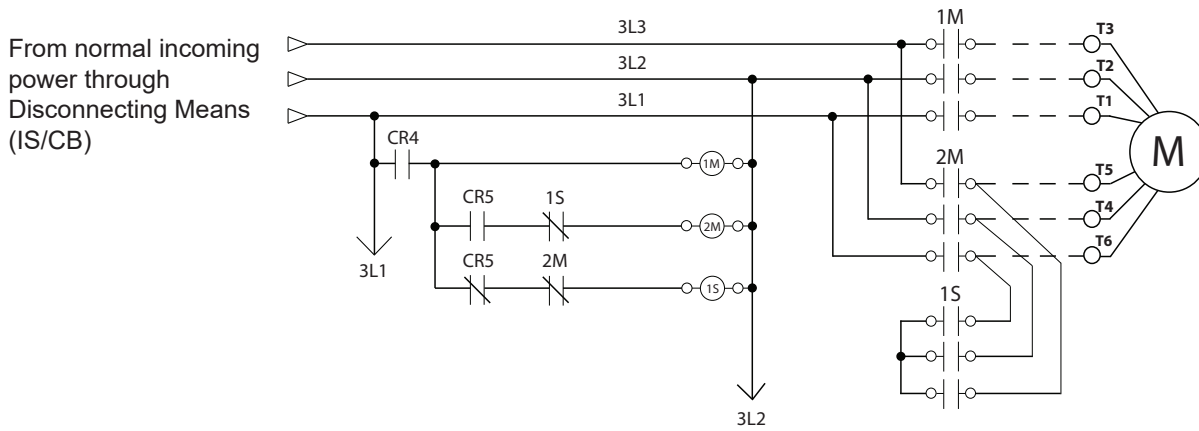 From normal incoming
power through
Disconnecting Means
(IS/CB)
3L3
3L2
3L1
CR4
1M
CR5
1S
2M
CR5
2M
1S
3L1
3L2
1M
T3
T2
T1
2M
M
T5
T4
T6
1S